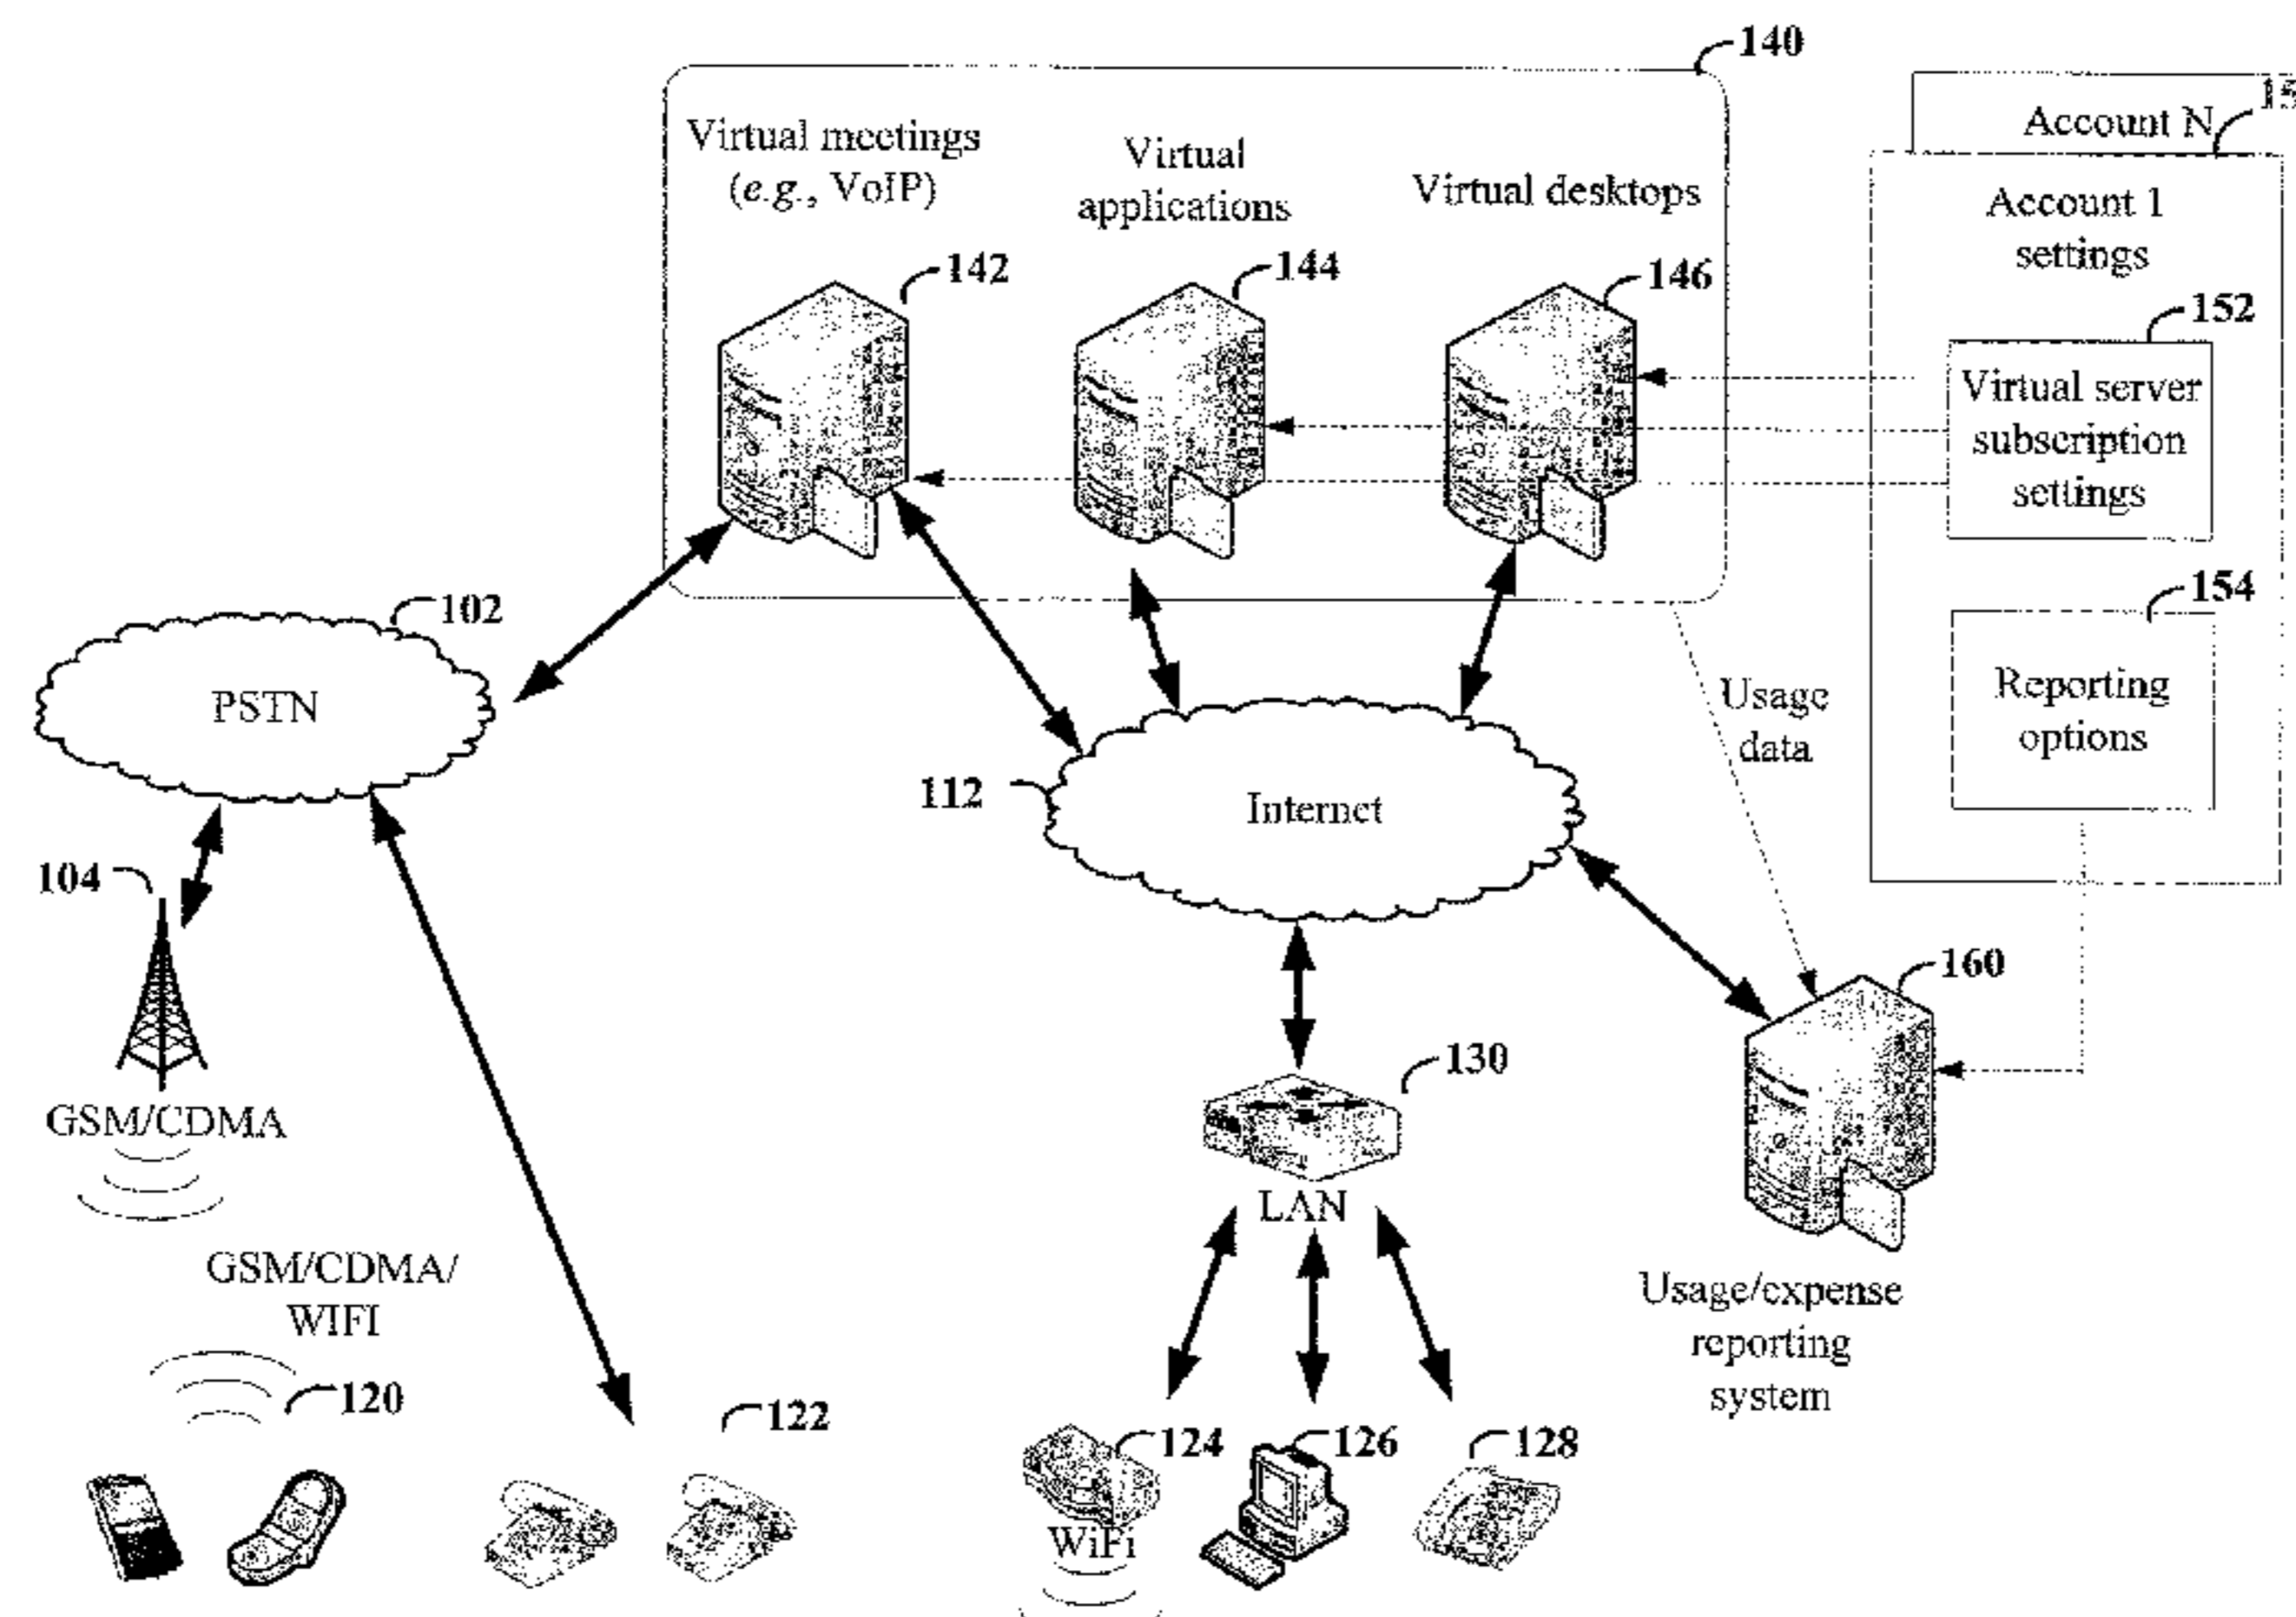 140
Virtual meetings
(e.g., VoIP)
Virtual
applications
Virtual desktops
142
144
146
Account N
Account 1
settings
152
Virtual server
subscription
settings
154
Reporting
options
102
PSTN
Usage
data
112
Internet
104
GSM/CDMA
160
130
LAN
GSM/CDMA/
WIFI
Usage/expense
reporting
system
120
122
124
126
128
WiFi